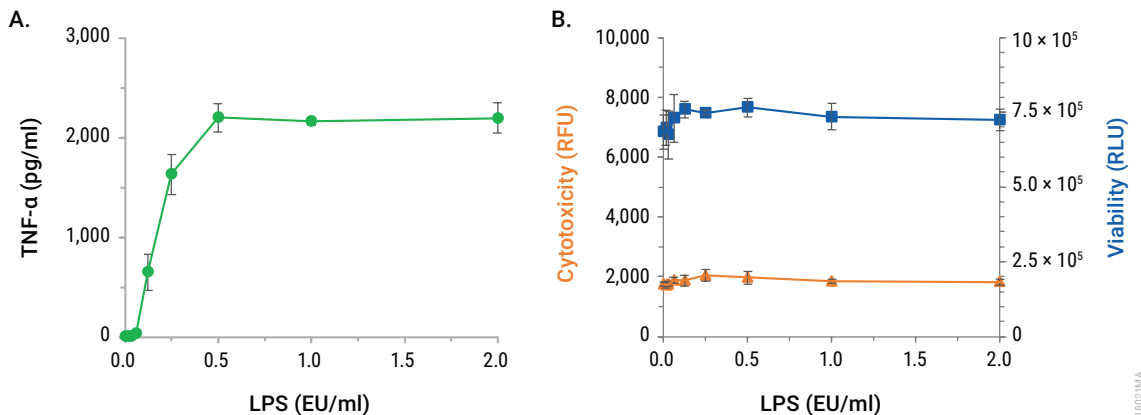 A.
3,000
2,000
1,000
0
TNF-α (pg/ml)
0.0 0.5 1.0 1.5 2.0
LPS (EU/ml)
B.
10,000
8,000
6,000
4,000
2,000
0
Cytotoxicity (RFU)
10 × 10⁵
7.5 × 10⁵
5.0 × 10⁵
2.5 × 10⁵
0
Viability (RLU)
0.0 0.5 1.0 1.5 2.0
LPS (EU/ml)
18021MA